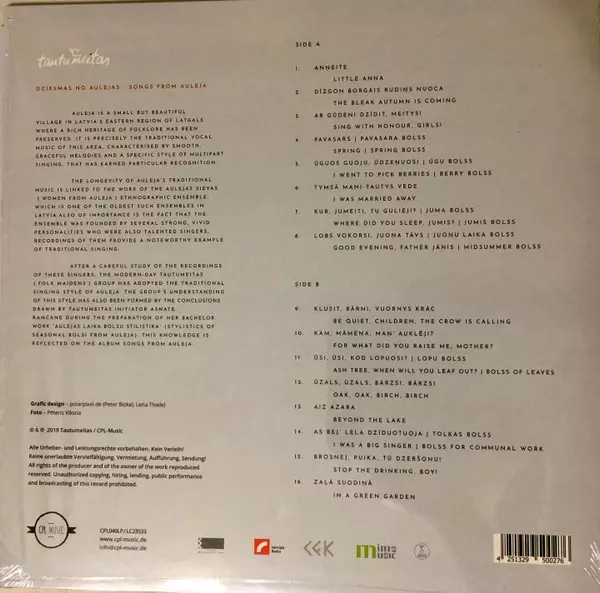 tautumeitas
DZIESMAS NO AULEJAS SONGS FROM AULEJA
AULEJA IS A SMALL BUT BEAUTIFUL
VILLAGE IN LATVIA'S EASTERN REGION OF LATGALE
WHERE A RICH HERITAGE OF FOLKLORE HAS BEEN
PRESERVED. IT IS PRECISELY THE TRADITIONAL VOCAL
MUSIC OF THIS AREA, CHARACTERISED BY SMOOTH,
GRACEFUL MELODIES AND A SPECIFIC STYLE OF MULTIPART
SINGING, THAT HAS EARNED PARTICULAR RECOGNITION.
THE LONGEVITY OF AULEJA'S TRADITIONAL
MUSIC IS LINKED TO THE WORK OF THE AULEJAS SIEVAS
( WOMEN FROM AULEJA') ETHNOGRAPHIC ENSEMBLE,
WHICH IS ONE OF THE OLDEST SUCH ENSEMBLES IN
LATVIA ALSO OF IMPORTANCE IS THE FACT THAT THE
ENSEMBLE WAS FOUNDED BY SEVERAL STRONG, VIVID
PERSONALITIES WHO WERE ALSO TALENTED SINGERS,
RECORDINGS OF THEM PROVIDE A NOTEWORTHY EXAMPLE
OF TRADITIONAL SINGING.
AFTER A CAREFUL STUDY OF THE RECORDINGS
OF THESE SINGERS, THE MODERN-DAY TAUTUMEITAS
( 'FOLK MAIDENS') GROUP HAS ADOPTED THE TRADITIONAL
SINGING STYLE OF AULEJA. THE GROUP'S UNDERSTANDING
OF THIS STYLE HAS ALSO BEEN FORMED BY THE CONCLUSIONS
DRAWN BY TAUTUMEITAS INITIATOR ASNATE
RANCĀNE DURING THE PREPARATION OF HER BACHELOR
WORK 'AULEJAS LAIKA BOLSU STILISTIKA' (STYLISTICS OF
SEASONAL BOLSI FROM AULEJA). THIS KNOWLEDGE IS
REFLECTED ON THE ALBUM SONGS FROM AULEJA.
Grafic design – polarpixel.de (Peter Bickel, Lena Thiele)
Foto – Pēteris Vīksna
© & ℗ 2019 Tautumeitas / CPL-Music
Alle Urheber- und Leistungsrechte vorbehalten. Kein Verleih!
Keine unerlaubte Vervielfältigung, Vermietung, Aufführung, Sendung!
All rights of the producer and of the owner of the work reproduced
reserved. Unauthorized copying, hiring, lending, public performance
and broadcasting of this record prohibited.
CPL MUSIC
CPL040LP/LC23533
www.cpl-music.de
info@cpl-music.de
SIDE A
1. ANNEITE
LITTLE ANNA
2. DĪZGON BORGAIS RUDINS NUOCA
THE BLEAK AUTUMN IS COMING
3. AR GŪDENI DZĪDIT, MEITYS!
SING WITH HONOUR, GIRLS!
4. PAVASARS | PAVASARA BOLSS
SPRING | SPRING BOLSS
5. ŪGUOS GUOJU, ŪDZENUOSI | ŪGU BOLSS
I WENT TO PICK BERRIES | BERRY BOLSS
6. TYMSĀ MANI TAUTYS VEDE
I WAS MARRIED AWAY
7. KUR, JUMEITI, TU GULIEJI? | JUMA BOLSS
WHERE DID YOU SLEEP, JUMIS? | JUMIS BOLSS
8. LOBS VOKORSI, JUONA TĀVS | JUONU LAIKA BOLSS
GOOD EVENING, FATHER JĀNIS | MIDSUMMER BOLSS
SIDE B
9. KLUSIT, BĀRNI, VUORNYS KRĀC
BE QUIET, CHILDREN, THE CROW IS CALLING
10. KAM, MĀMEŅA, MAN' AUKLĒJI?
FOR WHAT DID YOU RAISE ME, MOTHER?
11. ŪSI, ŪSI, KOD LOPUOSI? | LOPU BOLSS
ASH TREE, WHEN WILL YOU LEAF OUT? | BOLSS OF LEAVES
12. ŪZALS, ŪZALS, BĀRZSI, BĀRZSI
OAK, OAK, BIRCH, BIRCH
13. AIZ AZARA
BEYOND THE LAKE
14. AS BEJ. LELA DZĪDUOTUOJA | TOLKAS BOLSS
I WAS A BIG SINGER | BOLSS FOR COMMUNAL WORK
15. BROSNEJ, PUIKA, TŪ DZERŠONU!
STOP THE DRINKING, BOY!
16. ZAĻĀ SUODIŅĀ
IN A GREEN GARDEN
Latvijas Radio
mims
music
4 251329 500276